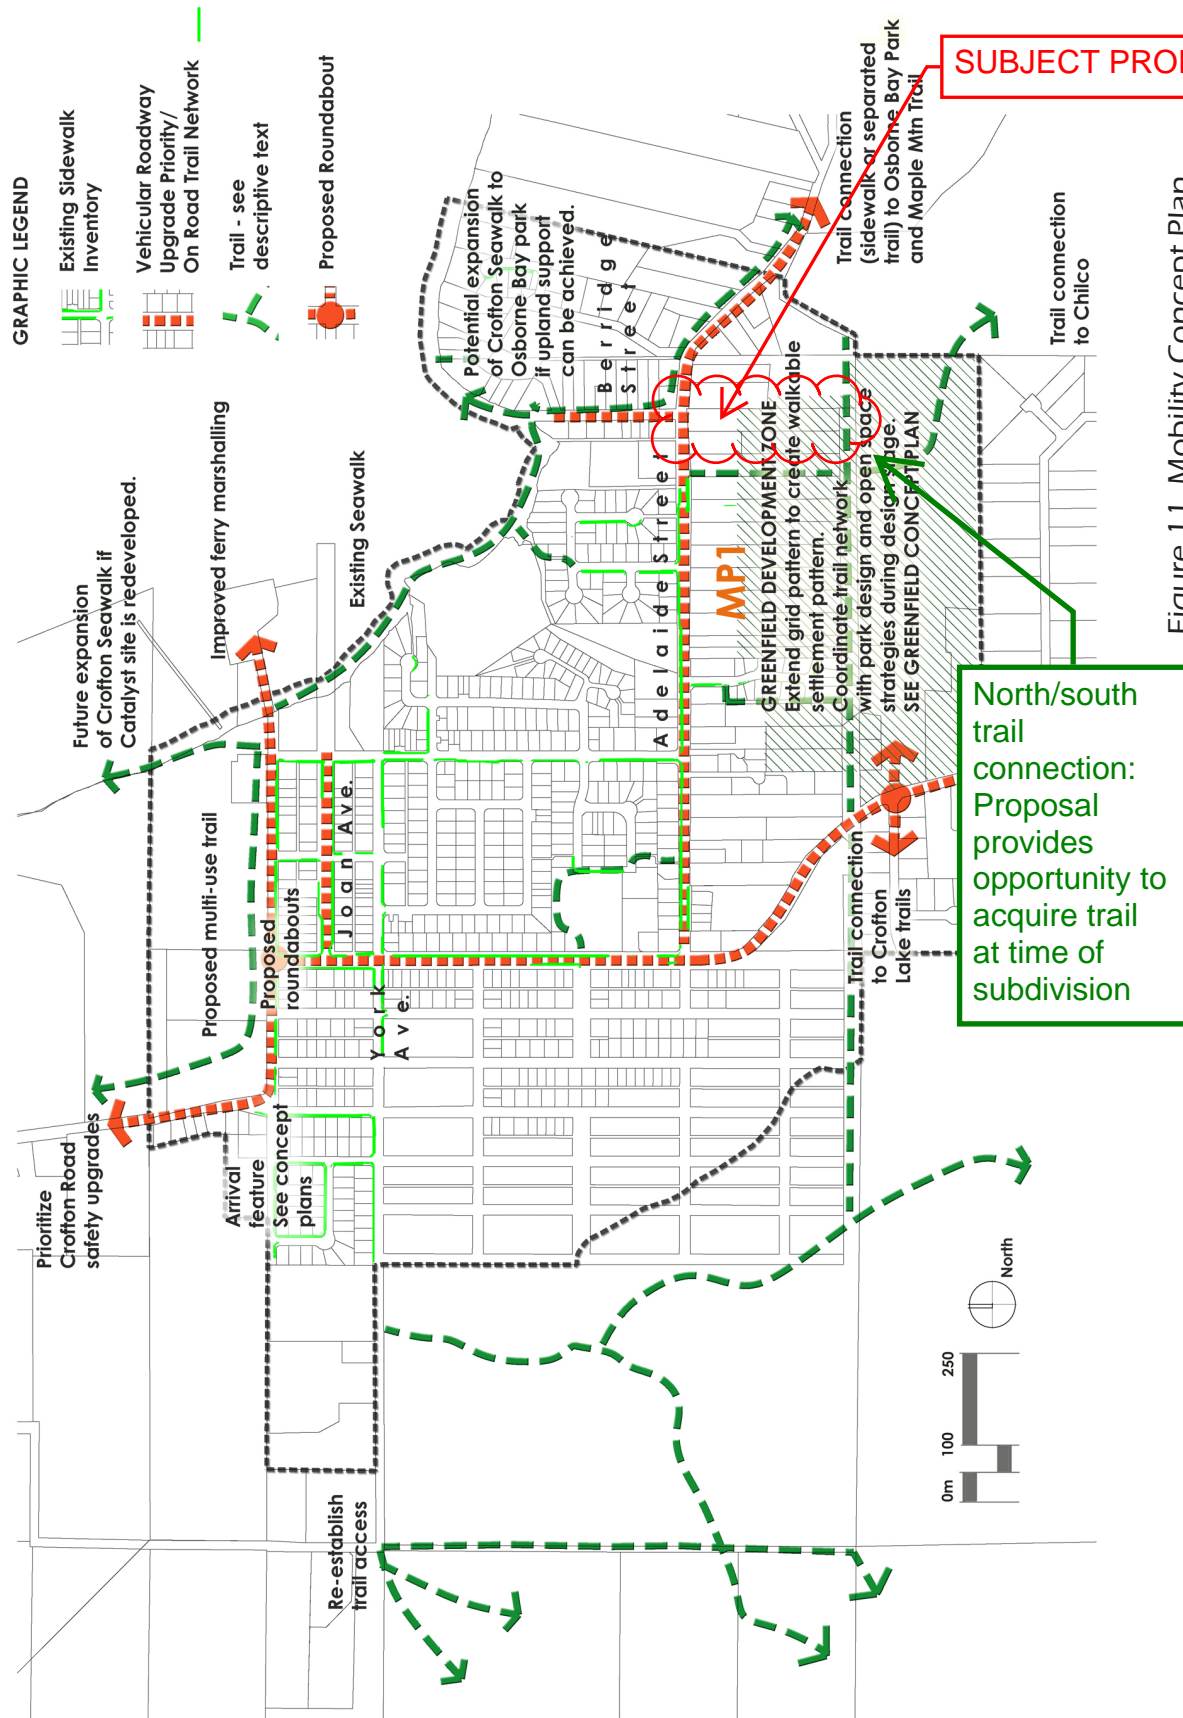 GRAPHIC LEGEND
Existing Sidewalk
Inventory
Vehicular Roadway
Upgrade Priority/
On Road Trail Network
Trail - see
descriptive text
Proposed Roundabout
SUBJECT PROP
Prioritize
Crofton Road
safety upgrades
Future expansion
of Crofton Seawalk if
Catalyst site is redeveloped.
Proposed multi-use trail
Improved ferry marshalling
Arrival
feature
See concept
plans
Proposed
roundabouts
Joan Ave.
York
Ave.
Existing Seawalk
Re-establish
trail access
Potential expansion
of Crofton Seawalk to
Osborne Bay park
if upland support
can be achieved.
Berridge
Street
Adelaide Street
MP1
GREENFIELD DEVELOPMENT ZONE
Extend grid pattern to create walkable
settlement pattern.
Coordinate trail network
with park design and open space
strategies during design stage.
SEE GREENFIELD CONCEPT PLAN
Trail connection
(sidewalk or separated
trail) to Osborne Bay Park
and Maple Mtn Trail
Trail connection
to Crofton
Lake trails
Trail connection
to Chilco
North/south
trail
connection:
Proposal
provides
opportunity to
acquire trail
at time of
subdivision
0m 100 250
North
Figure 11 Mobility Concept Plan